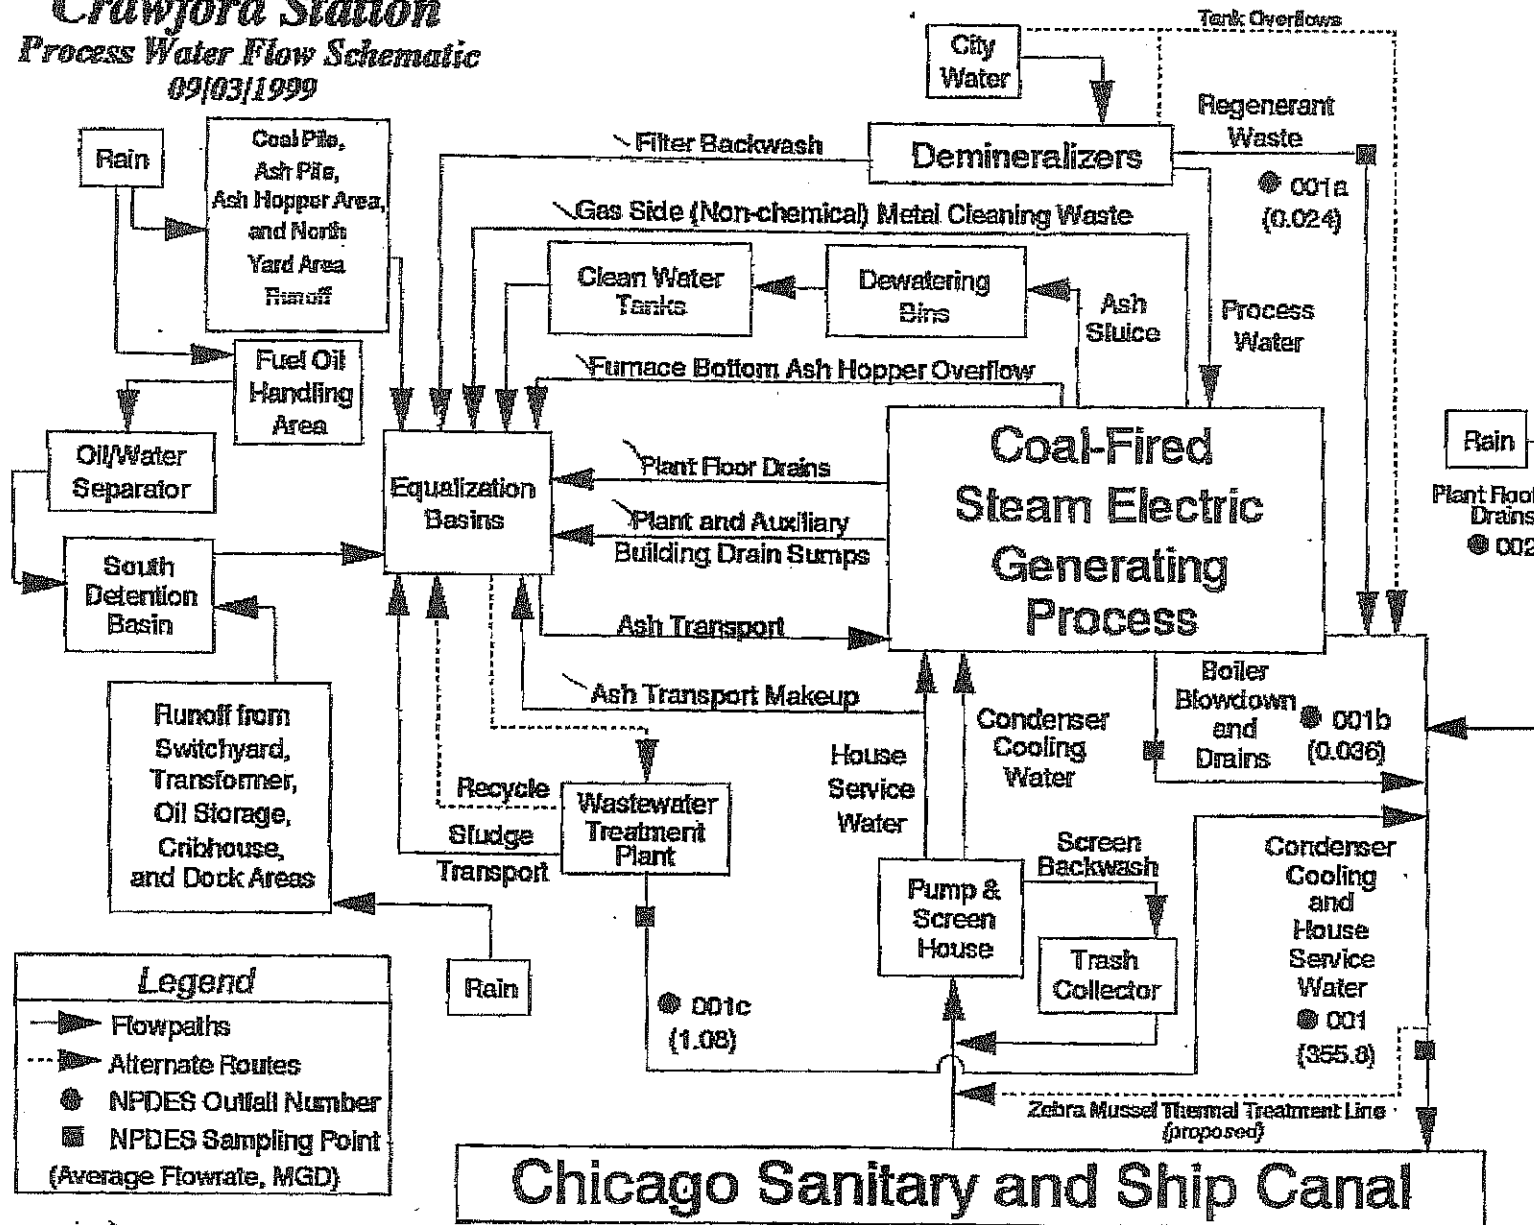 Crawford Station
Process Water Flow Schematic
09/03/1999
Tank Overflows
City
Water
Regenerant
Waste
Rain
Coal Pile,
Ash Pile,
Ash Hopper Area,
and North
Yard Area
Runoff
Filter Backwash
Demineralizers
001a
(0.024)
Gas Side (Non-chemical) Metal Cleaning Waste
Clean Water
Tanks
Dewatering
Bins
Ash
Sluice
Process
Water
Fuel Oil
Handling
Area
Furnace Bottom Ash Hopper Overflow
Oil/Water
Separator
Equalization
Basins
Plant Floor Drains
Plant and Auxiliary
Building Drain Sumps
Coal-Fired
Steam Electric
Generating
Process
Rain
Plant Floor
Drains
002
South
Detention
Basin
Ash Transport
Ash Transport Makeup
Boiler
Blowdown
and
Drains
001b
(0.036)
Runoff from
Switchyard,
Transformer,
Oil Storage,
Cribhouse,
and Dock Areas
House
Service
Water
Condenser
Cooling
Water
Recycle
Sludge
Transport
Wastewater
Treatment
Plant
Screen
Backwash
Pump &
Screen
House
Trash
Collector
Condenser
Cooling
and
House
Service
Water
001
(355.8)
Rain
001c
(1.08)
Legend
Flowpaths
Alternate Routes
NPDES Outfall Number
NPDES Sampling Point
(Average Flowrate, MGD)
Zebra Mussel Thermal Treatment Line
(proposed)
Chicago Sanitary and Ship Canal